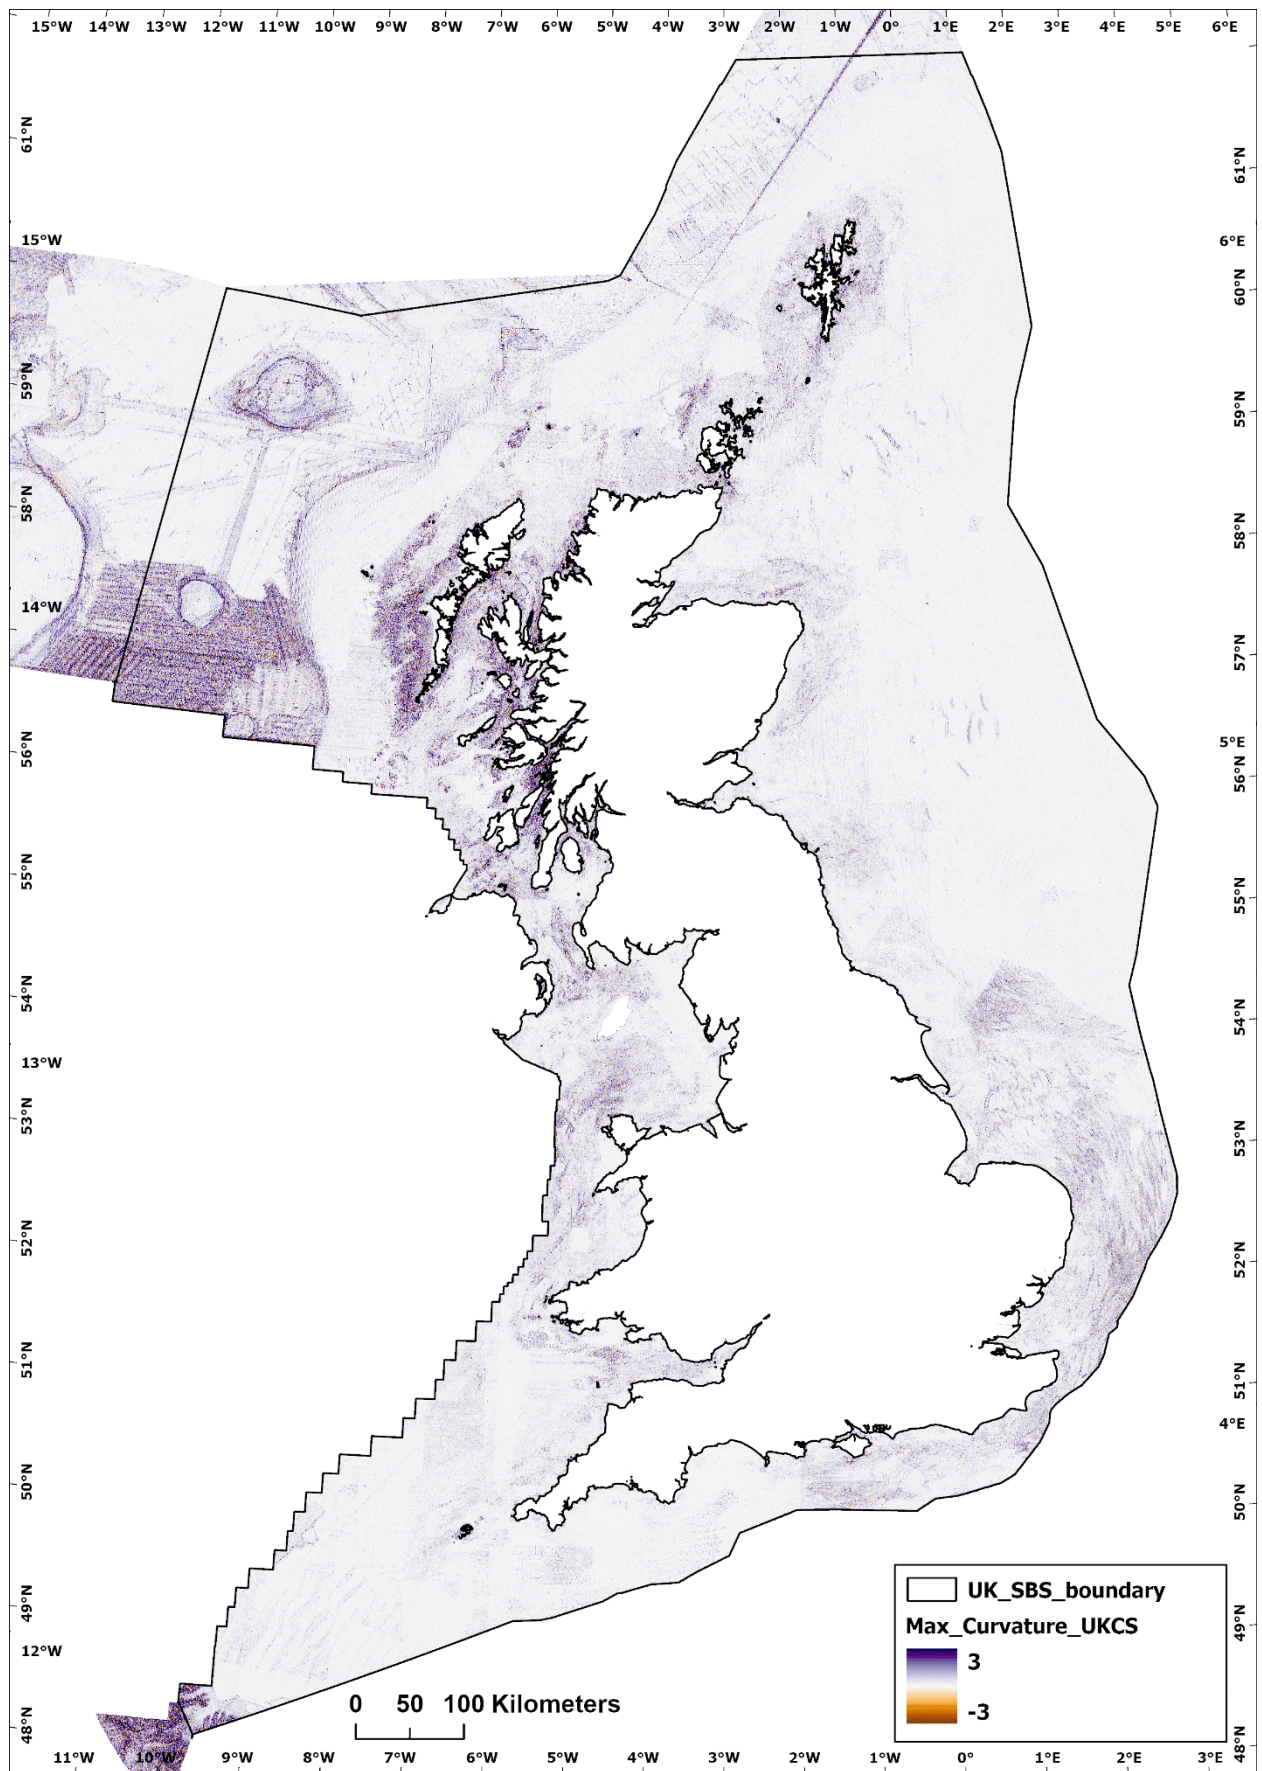 15°W 14°W 13°W 12°W 11°W 10°W 9°W 8°W 7°W 6°W 5°W 4°W 3°W 2°W 1°W 0° 1°E 2°E 3°E 4°E 5°E 6°E
61°N
61°N
15°W
6°E
60°N
59°N
59°N
58°N
58°N
14°W
57°N
56°N
5°E
56°N
55°N
55°N
54°N
54°N
13°W
53°N
53°N
52°N
52°N
51°N
51°N
4°E
50°N
50°N
UK_SBS_boundary
Max_Curvature_UKCS
3
-3
49°N
49°N
12°W
0 50 100 Kilometers
48°N
48°N
11°W 10°W 9°W 8°W 7°W 6°W 5°W 4°W 3°W 2°W 1°W 0° 1°E 2°E 3°E